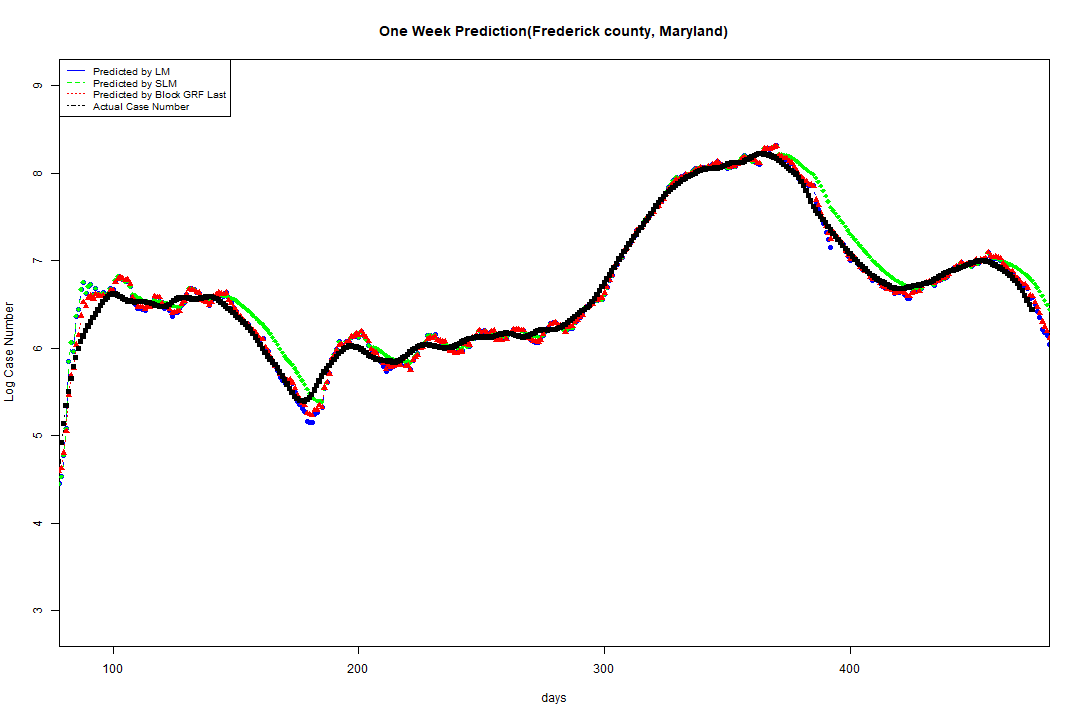 One Week Prediction(Frederick county, Maryland)
Predicted by LM
Predicted by SLM
Predicted by Block GRF Last
Actual Case Number
9
8
7
6
5
4
3
Log Case Number
100 200 300 400
days